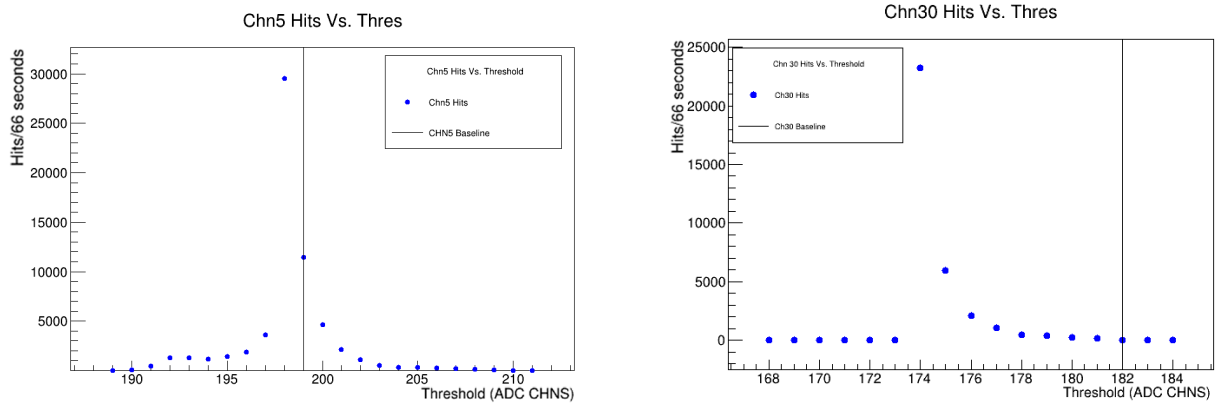 Chn5 Hits Vs. Thres
Hits/66 seconds
30000
25000
20000
15000
10000
5000
Chn5 Hits Vs. Threshold
Chn5 Hits
CHN5 Baseline
190 195 200 205 210
Threshold (ADC CHNS)
Chn30 Hits Vs. Thres
Hits/66 seconds
25000
20000
15000
10000
5000
0
Chn 30 Hits Vs. Threshold
Ch30 Hits
Ch30 Baseline
168 170 172 174 176 178 180 182 184
Threshold (ADC CHNS)